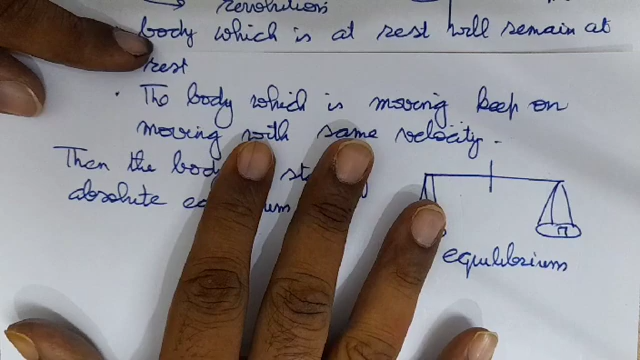 revolution
body which is at rest will remain at
rest
· The body which is moving keep on
moving with same velocity.
Then the
absolute
equilibrium